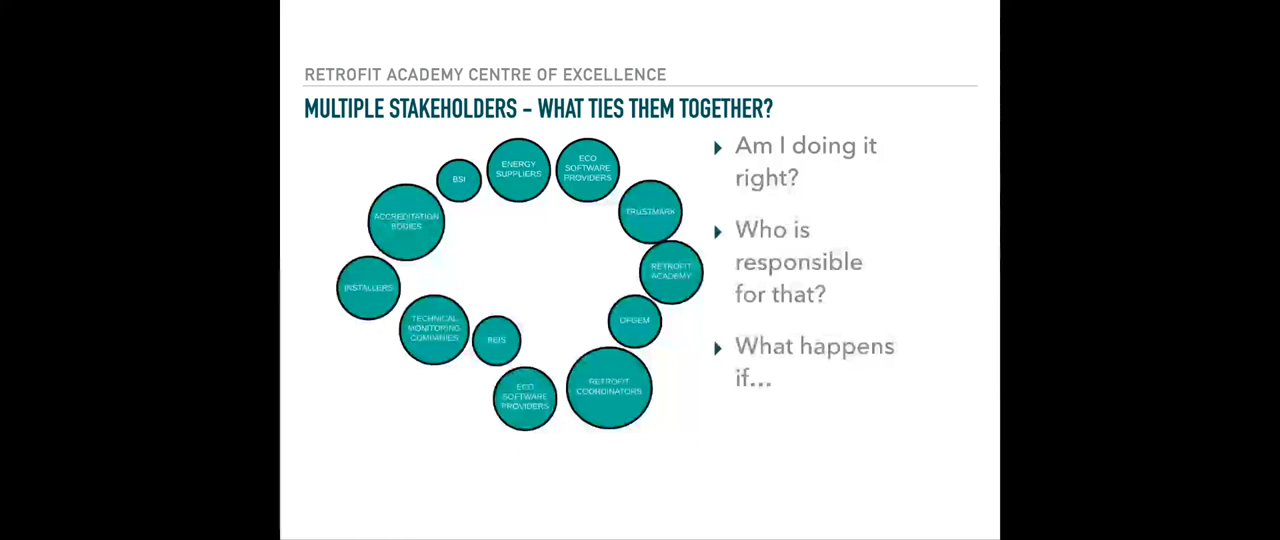 RETROFIT ACADEMY CENTRE OF EXCELLENCE
MULTIPLE STAKEHOLDERS - WHAT TIES THEM TOGETHER?
BSI
ENERGY
SUPPLIERS
ECO
SOFTWARE
PROVIDERS
TRUSTMARK
ACCREDITATION
BODIES
RETROFIT
ACADEMY
INSTALLERS
TECHNICAL
MONITORING
COMPANIES
BEIS
OFGEM
ECO
SOFTWARE
PROVIDERS
RETROFIT
COORDINATORS
Am I doing it
right?
Who is
responsible
for that?
What happens
if...